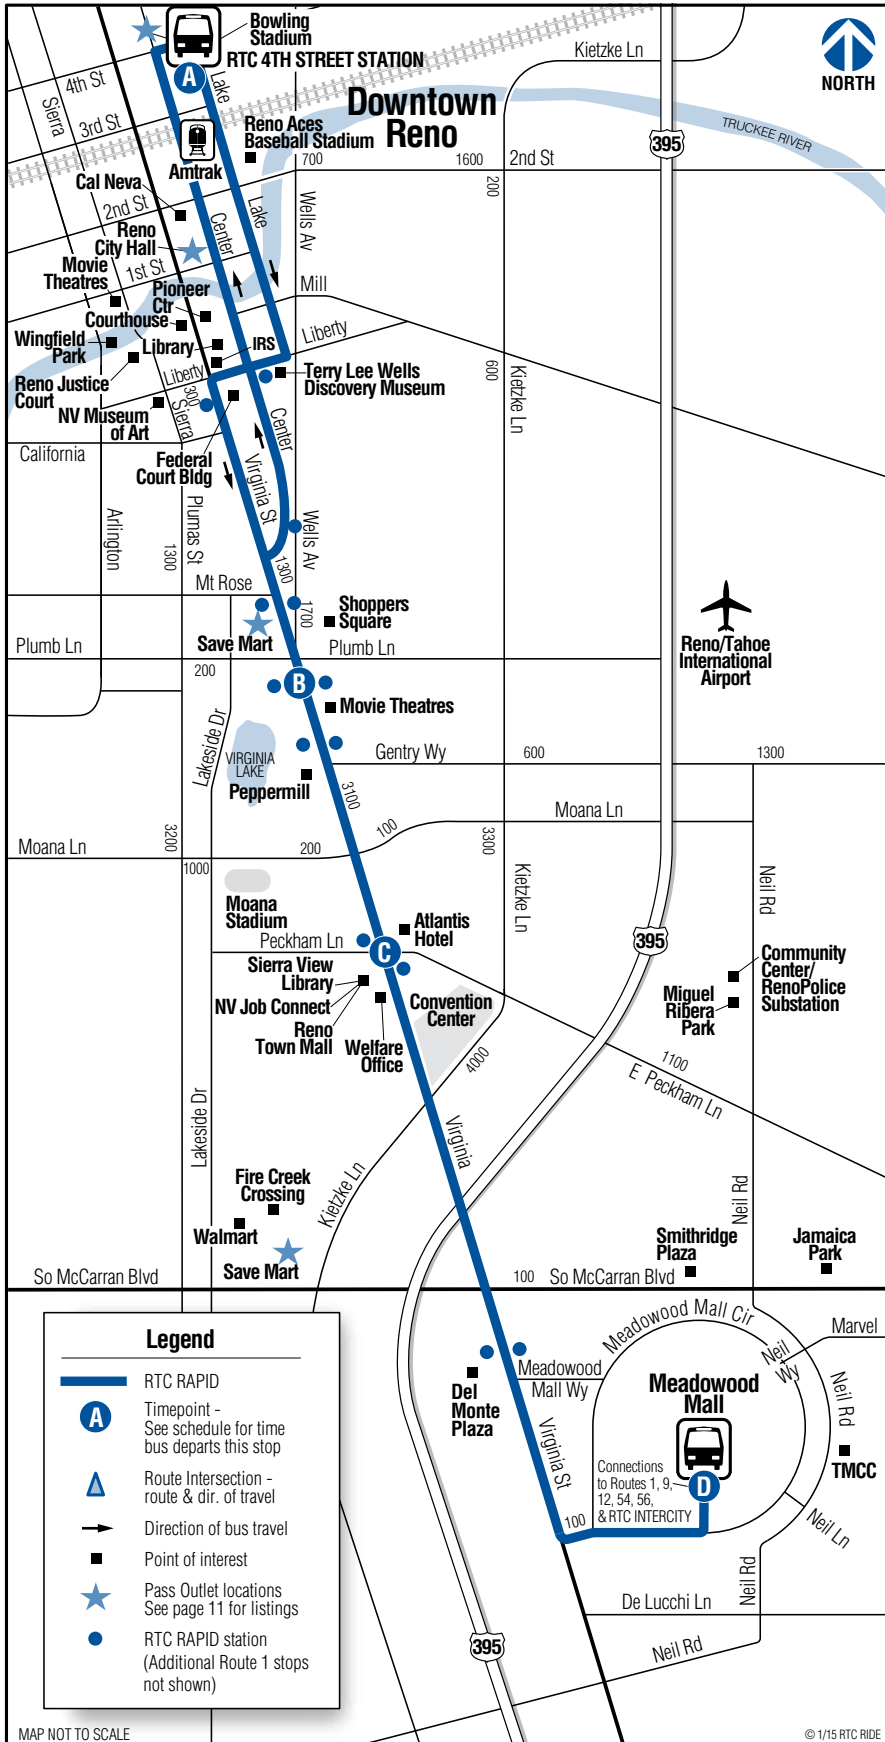 Bowling
Stadium
RTC 4TH STREET STATION
A
NORTH
Kietzke Ln
4th St
Lake
Sierra
3rd St
Downtown
Reno
395
TRUCKEE RIVER
Reno Aces
Baseball Stadium
Amtrak
700
1600
2nd St
200
Cal Neva
2nd St
Center
Lake
Wells Av
Reno
City Hall
Movie
Theatres
1st St
Pioneer
Ctr
Mill
Courthouse
Wingfield
Park
Library
IRS
Liberty
Reno Justice
Court
Liberty
Terry Lee Wells
Discovery Museum
600
Kietzke Ln
300
Sierra
NV Museum
of Art
Center
California
Federal
Court Bldg
Virginia St
Arlington
Plumas St
1300
Wells Av
1300
Mt Rose
1700
Shoppers
Square
Save Mart
Reno/Tahoe
International
Airport
Plumb Ln
Plumb Ln
200
B
Movie Theatres
Lakeside Dr
VIRGINIA
LAKE
Gentry Wy
600
1300
Peppermill
3100
Moana Ln
3200
1000
200
100
3300
Moana Ln
Moana
Stadium
Kietzke Ln
Neil Rd
Atlantis
Hotel
Peckham Ln
C
395
Sierra View
Library
NV Job Connect
Reno
Town Mall
Welfare
Office
Convention
Center
4000
Community
Center/
RenoPolice
Substation
Miguel
Ribera
Park
1100
E Peckham Ln
Lakeside Dr
Virginia
Kietzke Ln
Neil Rd
Fire Creek
Crossing
Walmart
Save Mart
Smithridge
Plaza
Jamaica
Park
So McCarran Blvd
100
So McCarran Blvd
Meadowood Mall Cir
Marvel
Neil
Wy
Meadowood
Mall Wy
Meadowood
Mall
Del
Monte
Plaza
Neil Rd
Virginia St
TMCC
Connections
to Routes 1, 9,
12, 54, 56,
& RTC INTERCITY
D
100
Neil Ln
Neil Rd
De Lucchi Ln
Neil Rd
395
Legend
RTC RAPID
A
Timepoint -
See schedule for time
bus departs this stop
Route Intersection -
route & dir. of travel
Direction of bus travel
Point of interest
Pass Outlet locations
See page 11 for listings
RTC RAPID station
(Additional Route 1 stops
not shown)
MAP NOT TO SCALE
© 1/15 RTC RIDE